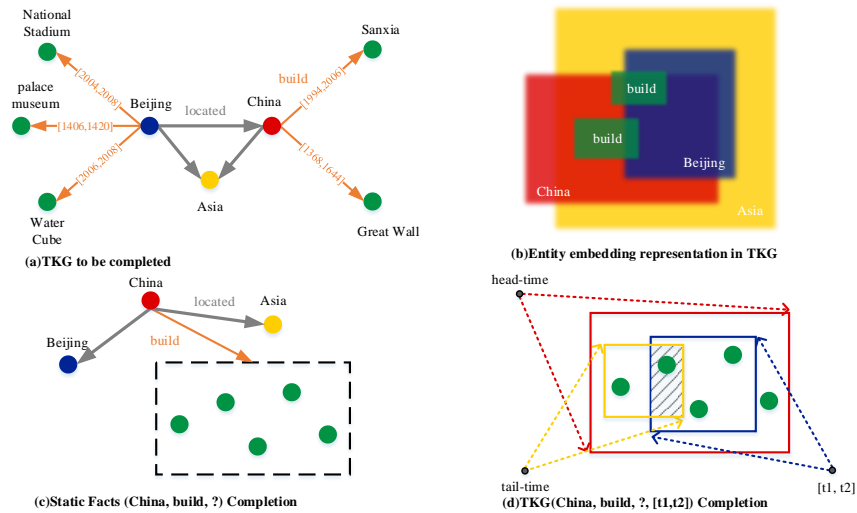 National
Stadium
Sanxia
[2004,2008]
build
[1994,2006]
palace
museum
Beijing
located
China
[1406,1420]
[2006,2008]
[1368,1644]
Water
Cube
Asia
Great Wall
(a)TKG to be completed
build
build
Beijing
China
Asia
(b)Entity embedding representation in TKG
China
located
Asia
build
Beijing
(c)Static Facts (China, build, ?) Completion
head-time
tail-time
[t1, t2]
(d)TKG(China, build, ?, [t1,t2]) Completion